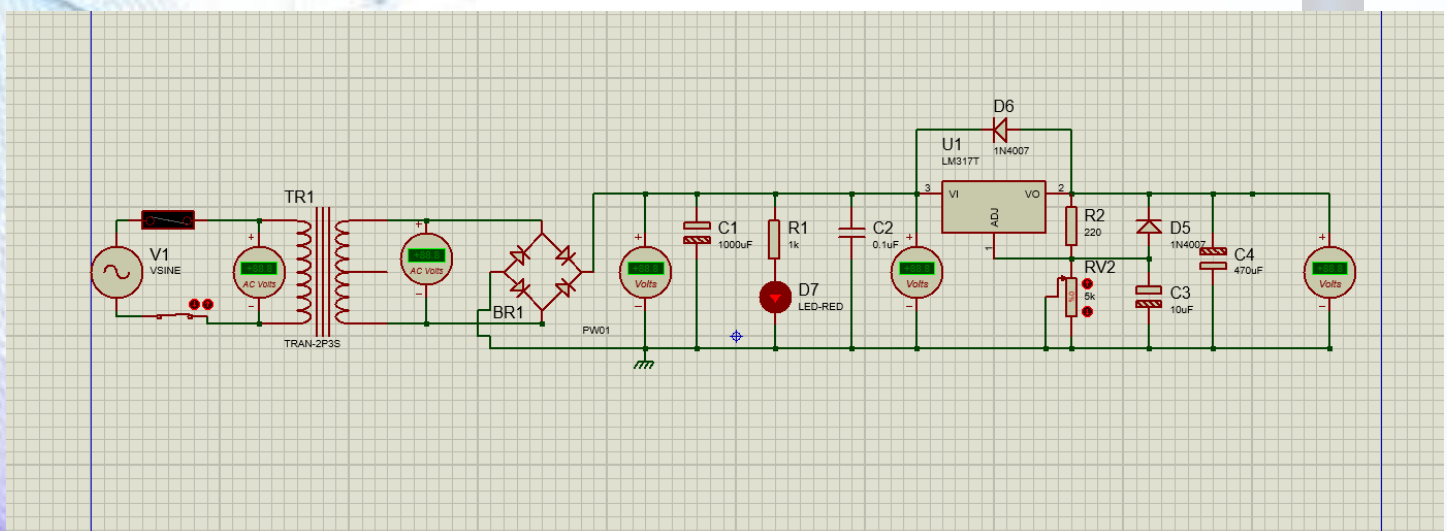 TR1
V1
VSINE
AC Volts
TRAN-2P3S
AC Volts
BR1
PW01
Volts
C1
1000uF
R1
1k
D7
LED-RED
C2
0.1uF
Volts
D6
1N4007
U1
LM317T
3
VI
VO
2
ADJ
1
R2
220
RV2
5k
D5
1N4007
C3
10uF
C4
470uF
Volts